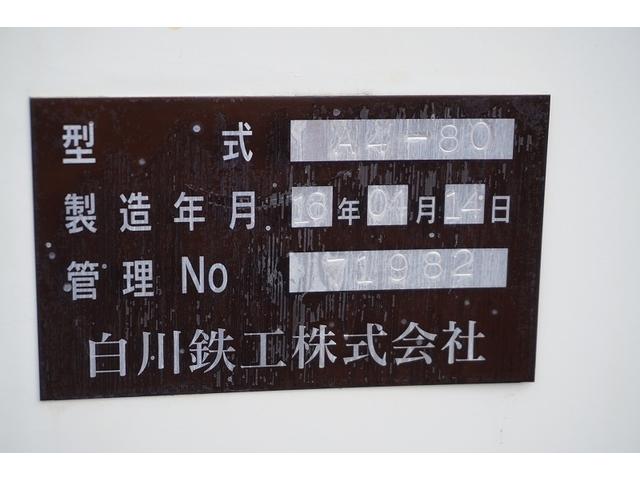 型 式 A4-80
製造年月 16年04月14日
管理No 71982
白川鉄工株式会社